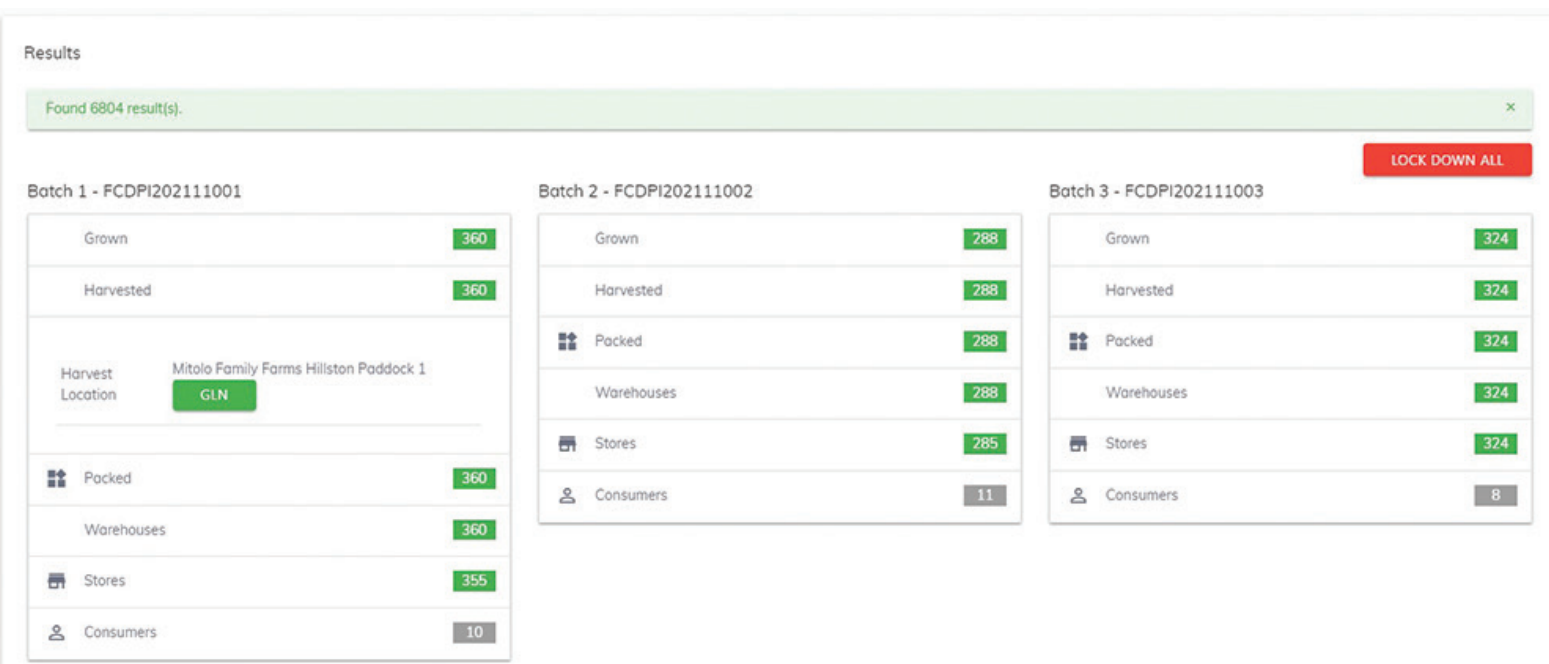 Results
Found 6804 result(s). ×
LOCK DOWN ALL
Batch 1 - FCDPI202111001
Grown 360
Harvested 360
Harvest Location
Mitolo Family Farms Hillston Paddock 1
GLN
Packed 360
Warehouses 360
Stores 355
Consumers 10
Batch 2 - FCDPI202111002
Grown 288
Harvested 288
Packed 288
Warehouses 288
Stores 285
Consumers 11
Batch 3 - FCDPI202111003
Grown 324
Harvested 324
Packed 324
Warehouses 324
Stores 324
Consumers 8